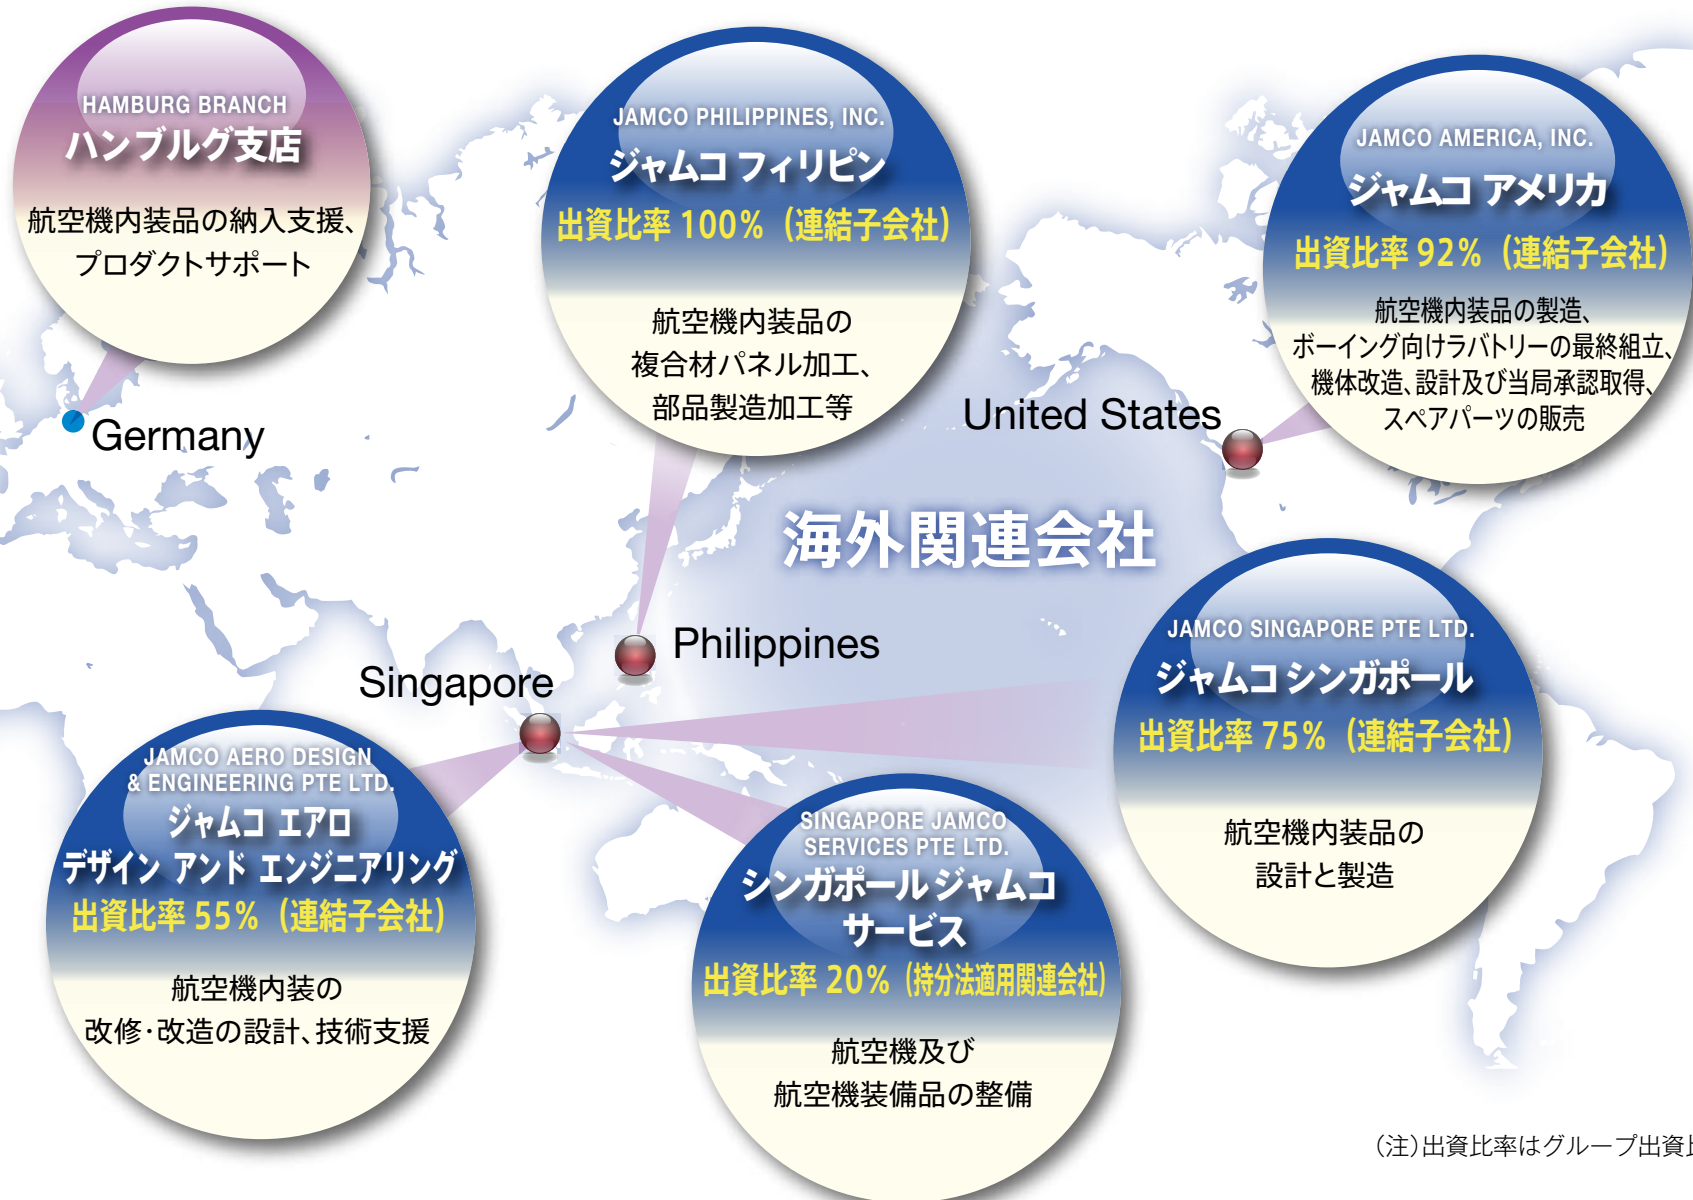 HAMBURG BRANCH
ハンブルグ支店
航空機内装品の納入支援、
プロダクトサポート
JAMCO PHILIPPINES, INC.
ジャムコ フィリピン
出資比率 100% (連結子会社)
航空機内装品の
複合材パネル加工、
部品製造加工等
JAMCO AMERICA, INC.
ジャムコ アメリカ
出資比率 92% (連結子会社)
航空機内装品の製造、
ボーイング向けラバトリーの最終組立、
機体改造、設計及び当局承認取得、
スペアパーツの販売
Germany
United States
海外関連会社
Philippines
Singapore
JAMCO SINGAPORE PTE LTD.
ジャムコ シンガポール
出資比率 75% (連結子会社)
航空機内装品の
設計と製造
JAMCO AERO DESIGN
& ENGINEERING PTE LTD.
ジャムコ エアロ
デザイン アンド エンジニアリング
出資比率 55% (連結子会社)
航空機内装の
改修・改造の設計、技術支援
SINGAPORE JAMCO
SERVICES PTE LTD.
シンガポール ジャムコ
サービス
出資比率 20% (持分法適用関連会社)
航空機及び
航空機装備品の整備
(注)出資比率はグループ出資比